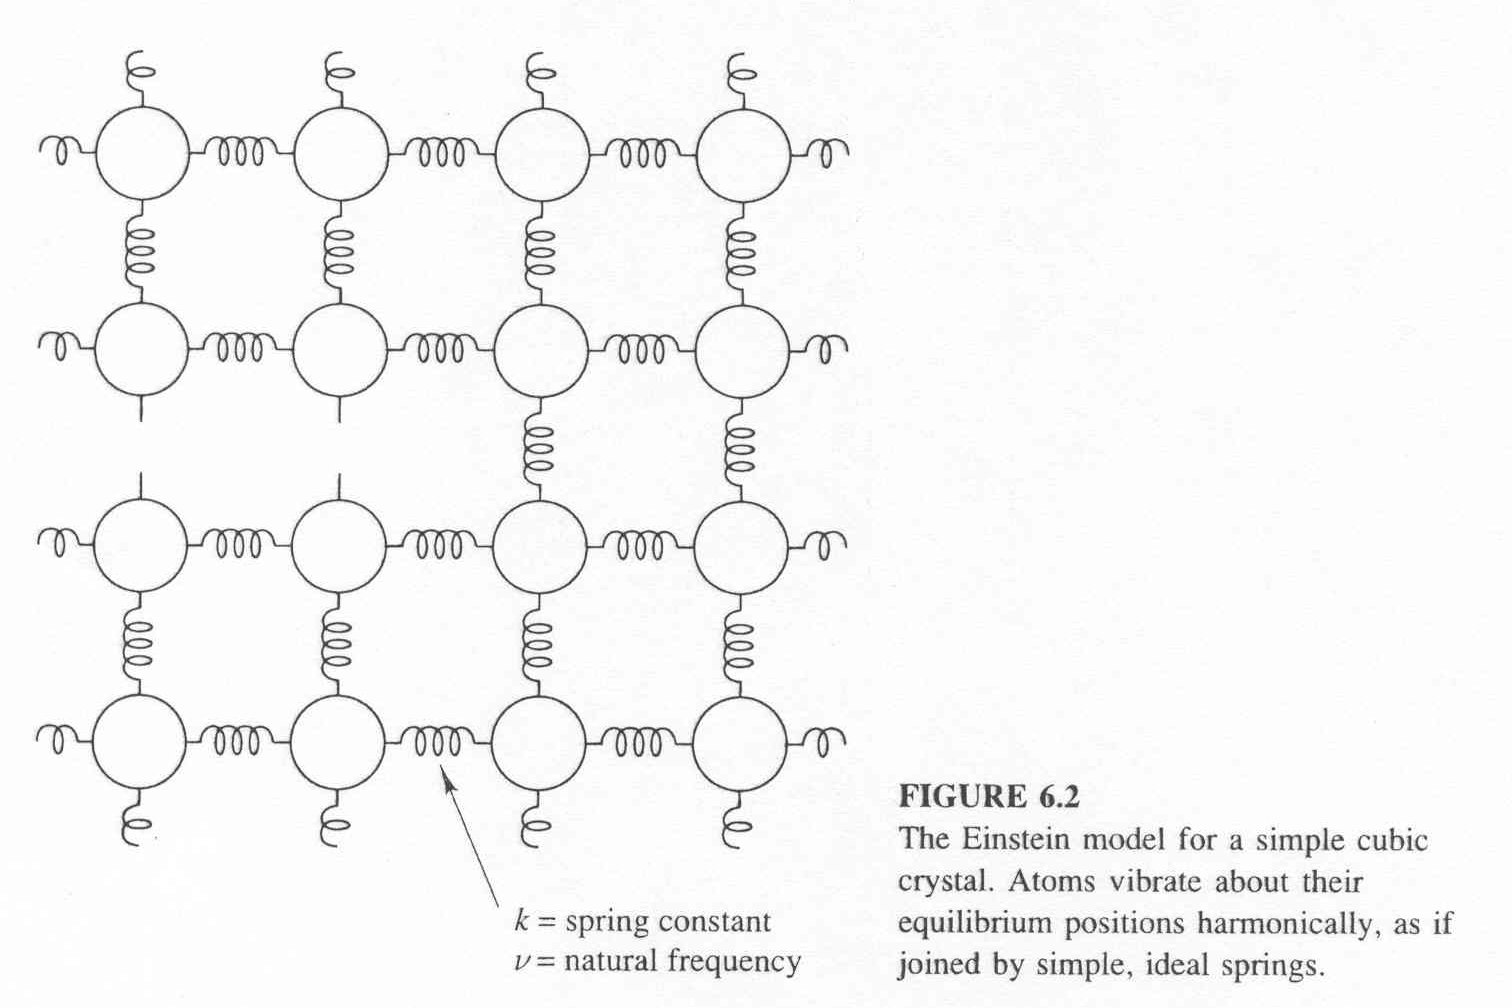 k = spring constant
ν = natural frequency
FIGURE 6.2
The Einstein model for a simple cubic
crystal. Atoms vibrate about their
equilibrium positions harmonically, as if
joined by simple, ideal springs.